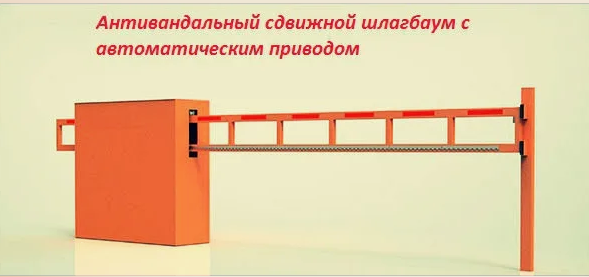 Антивандальный сдвижной шлагбаум с
автоматическим приводом